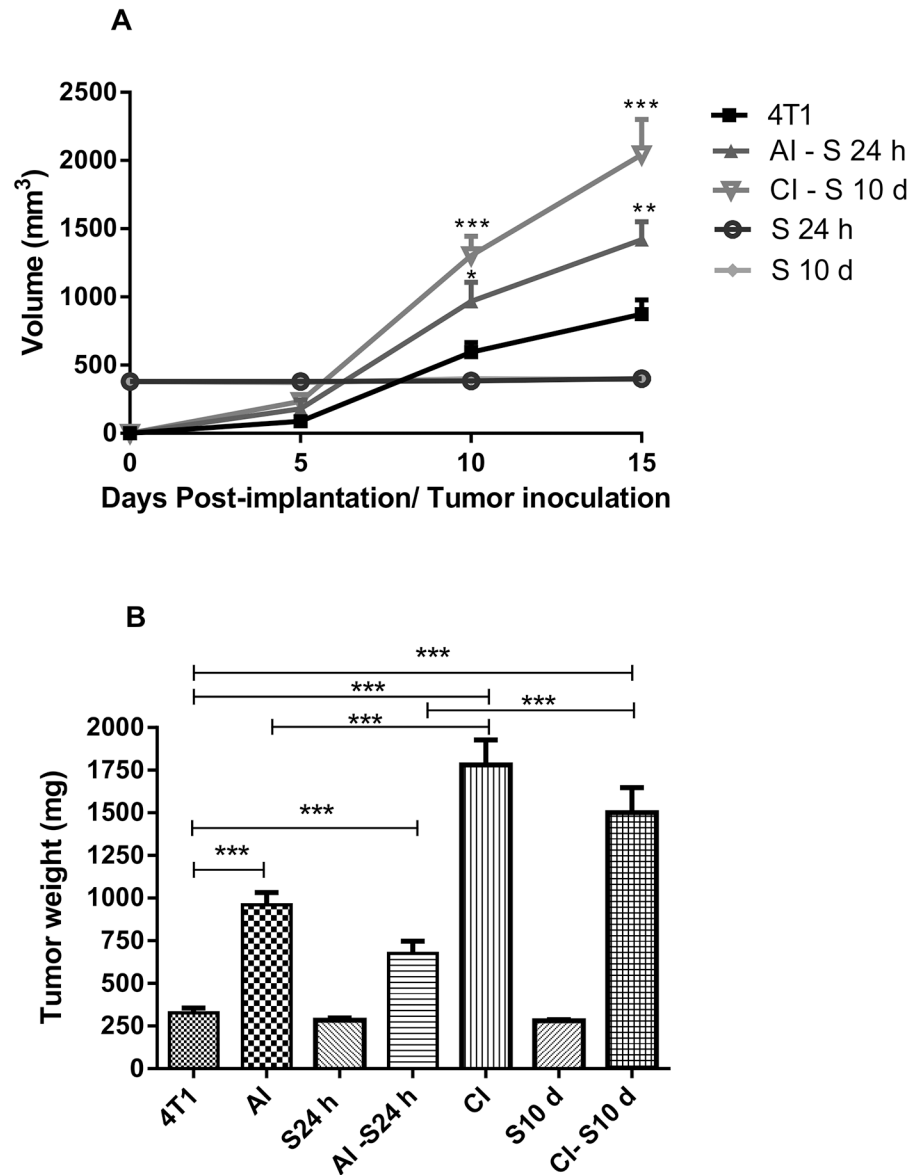 A
2500
2000
1500
1000
500
0
Volume (mm³)
***
*
***
**
0 5 10 15
Days Post-implantation/ Tumor inoculation
4T1
AI - S 24 h
CI - S 10 d
S 24 h
S 10 d
B
***
***
***
***
***
***
2000
1750
1500
1250
1000
750
500
250
0
Tumor weight (mg)
4T1
AI
S24 h
AI -S24 h
CI
S10 d
CI- S10 d